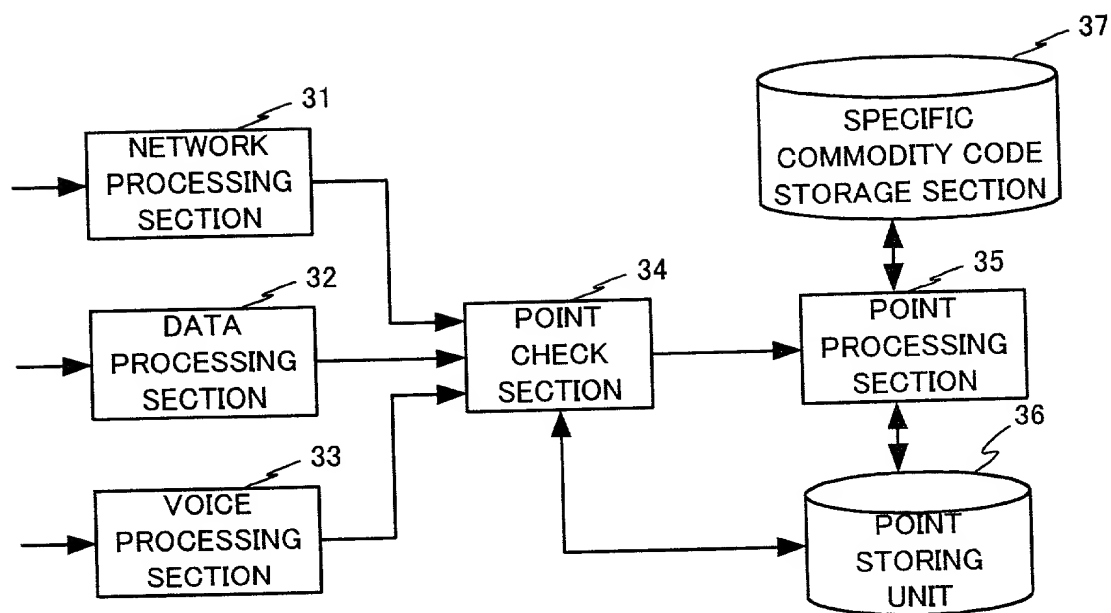 31
NETWORK
PROCESSING
SECTION
32
DATA
PROCESSING
SECTION
33
VOICE
PROCESSING
SECTION
34
POINT
CHECK
SECTION
37
SPECIFIC
COMMODITY CODE
STORAGE SECTION
35
POINT
PROCESSING
SECTION
36
POINT
STORING
UNIT